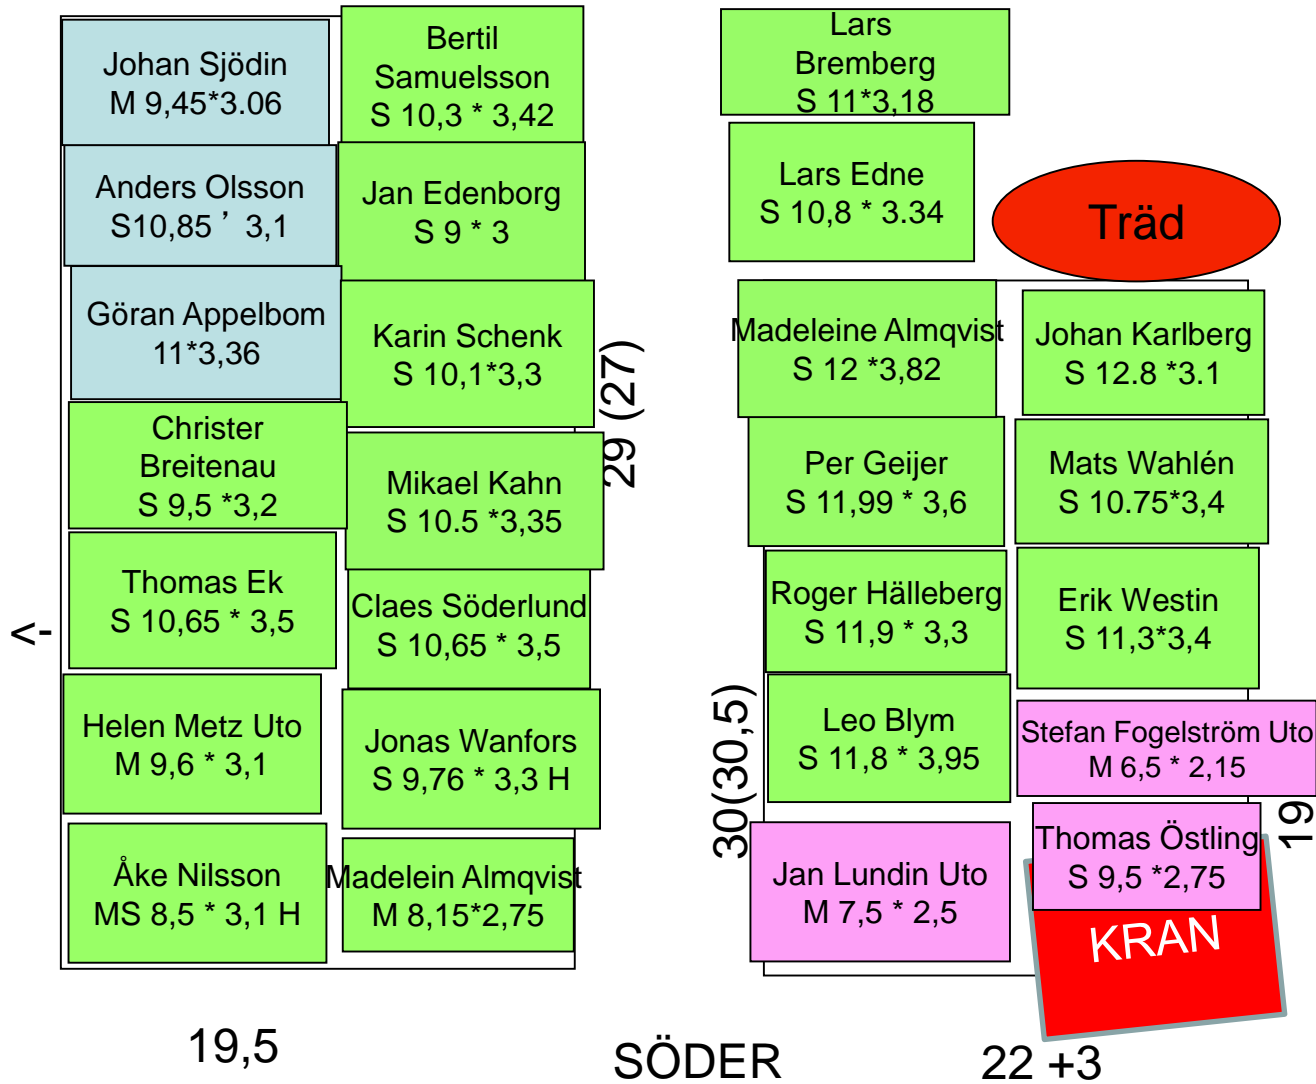 Johan Sjödin
M 9,45*3.06
Anders Olsson
S10,85 ’ 3,1
Göran Appelbom
11*3,36
Christer
Breitenau
S 9,5 *3,2
Thomas Ek
S 10,65 * 3,5
<-
Helen Metz Uto
M 9,6 * 3,1
Åke Nilsson
MS 8,5 * 3,1 H
Bertil
Samuelsson
S 10,3 * 3,42
Jan Edenborg
S 9 * 3
Karin Schenk
S 10,1*3,3
Mikael Kahn
S 10.5 *3,35
Claes Söderlund
S 10,65 * 3,5
Jonas Wanfors
S 9,76 * 3,3 H
Madelein Almqvist
M 8,15*2,75
29 (27)
Lars
Bremberg
S 11*3,18
Lars Edne
S 10,8 * 3.34
Madeleine Almqvist
S 12 *3,82
Per Geijer
S 11,99 * 3,6
Roger Hälleberg
S 11,9 * 3,3
Leo Blym
S 11,8 * 3,95
Jan Lundin Uto
M 7,5 * 2,5
30(30,5)
Träd
Johan Karlberg
S 12.8 *3.1
Mats Wahlén
S 10.75*3,4
Erik Westin
S 11,3*3,4
Stefan Fogelström Uto
M 6,5 * 2,15
Thomas Östling
S 9,5 *2,75
19
KRAN
19,5
SÖDER
22 +3